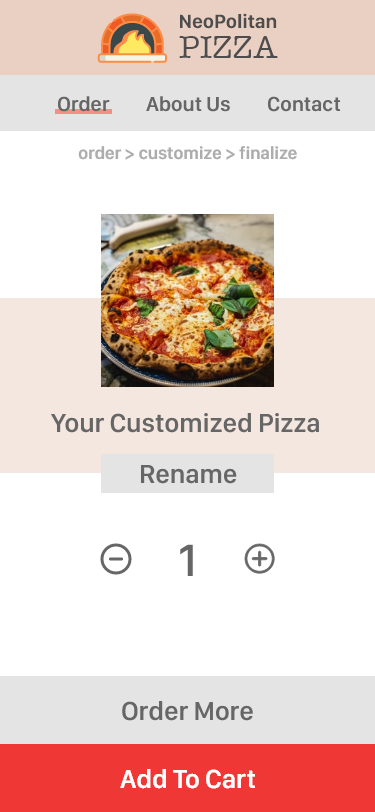 NeoPolitan
PIZZA
Order About Us Contact
order > customize > finalize
Your Customized Pizza
Rename
1
Order More
Add To Cart